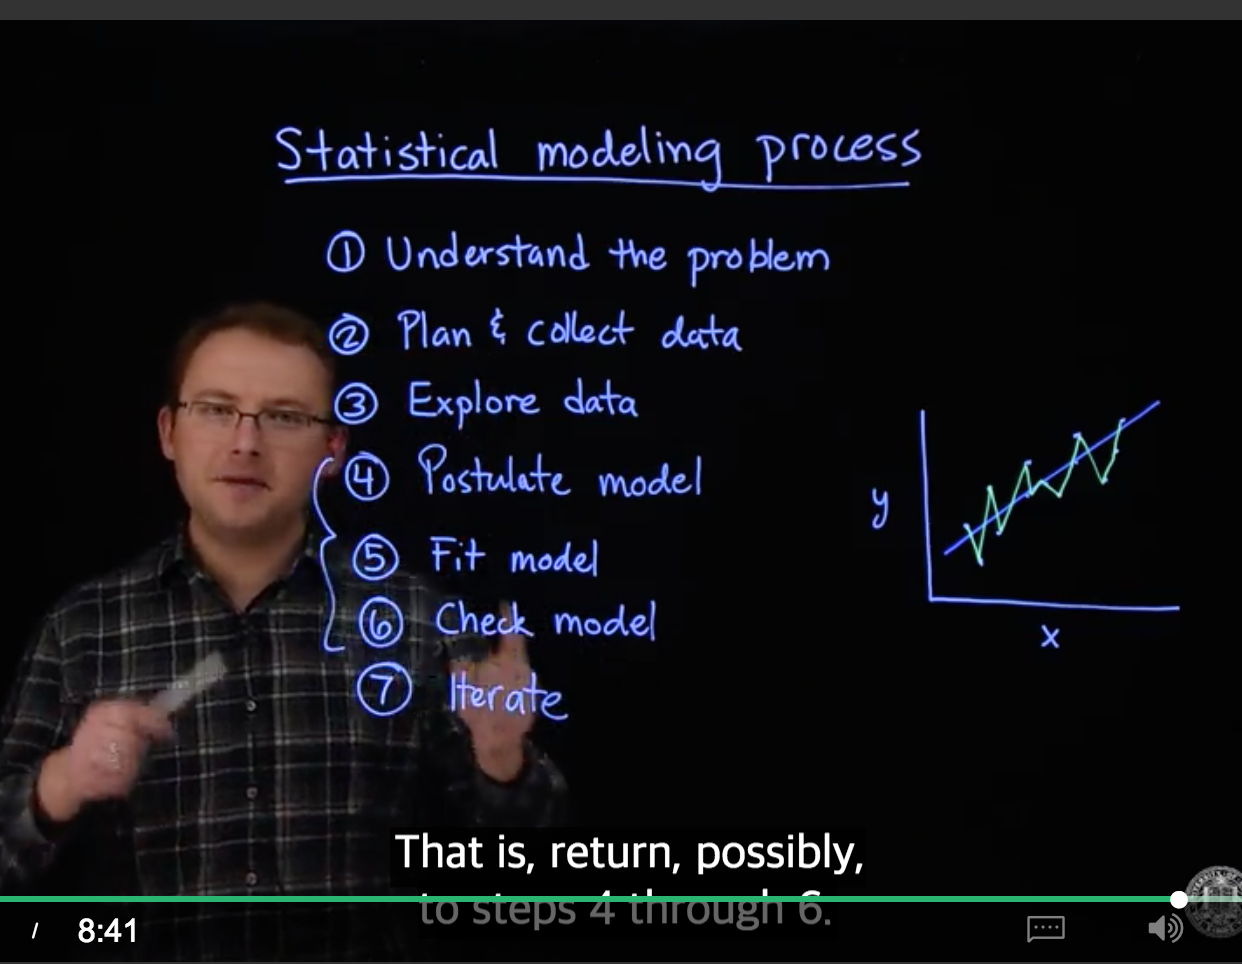 Statistical modeling process
① Understand the problem
② Plan & collect data
③ Explore data
④ Postulate model
⑤ Fit model
⑥ Check model
⑦ Iterate
y
x
That is, return, possibly,
to steps 4 through 6.
/ 8:41